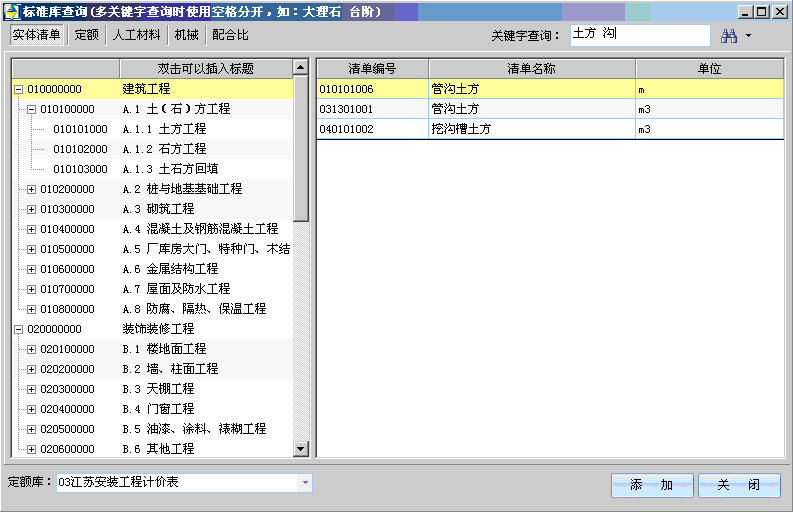 标准库查询(多关键字查询时使用空格分开，如：大理石 台阶)
实体清单 定额 人工材料 机械 配合比
关键字查询： 土方 沟
双击可以插入标题
010000000 建筑工程
010100000 A.1 土(石)方工程
010101000 A.1.1 土方工程
010102000 A.1.2 石方工程
010103000 A.1.3 土石方回填
010200000 A.2 桩与地基基础工程
010300000 A.3 砌筑工程
010400000 A.4 混凝土及钢筋混凝土工程
010500000 A.5 厂库房大门、特种门、木结
010600000 A.6 金属结构工程
010700000 A.7 屋面及防水工程
010800000 A.8 防腐、隔热、保温工程
020000000 装饰装修工程
020100000 B.1 楼地面工程
020200000 B.2 墙、柱面工程
020300000 B.3 天棚工程
020400000 B.4 门窗工程
020500000 B.5 油漆、涂料、裱糊工程
020600000 B.6 其他工程
清单编号 清单名称 单位
010101006 管沟土方 m
031301001 管沟土方 m3
040101002 挖沟槽土方 m3
定额库： 03江苏安装工程计价表
添 加 关 闭